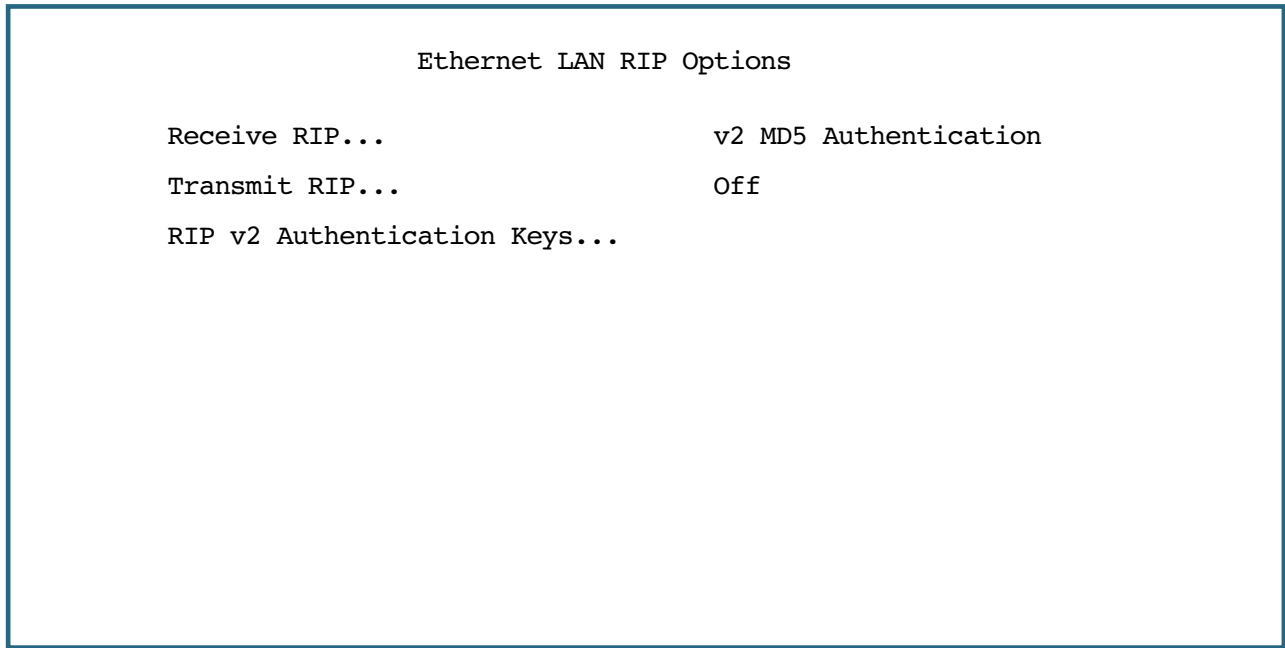 Ethernet LAN RIP Options
Receive RIP... v2 MD5 Authentication
Transmit RIP... Off
RIP v2 Authentication Keys...